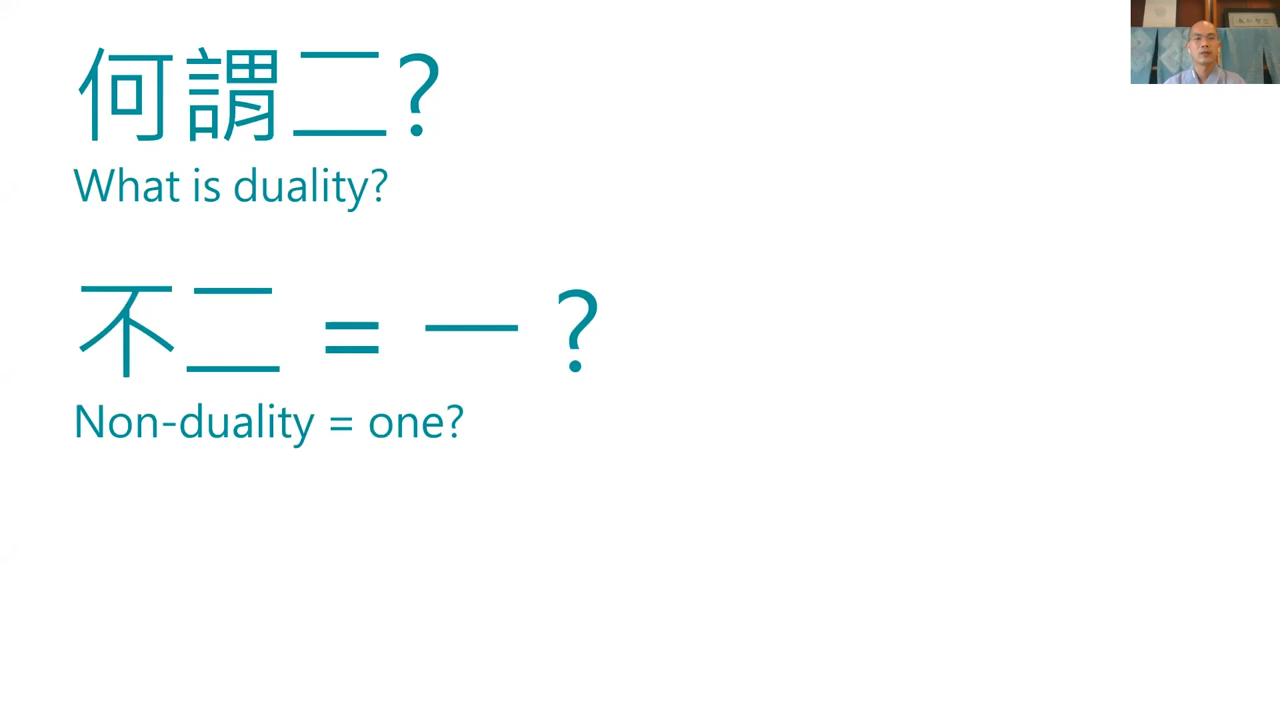 何謂二?
What is duality?
不二 = 一 ?
Non-duality = one?